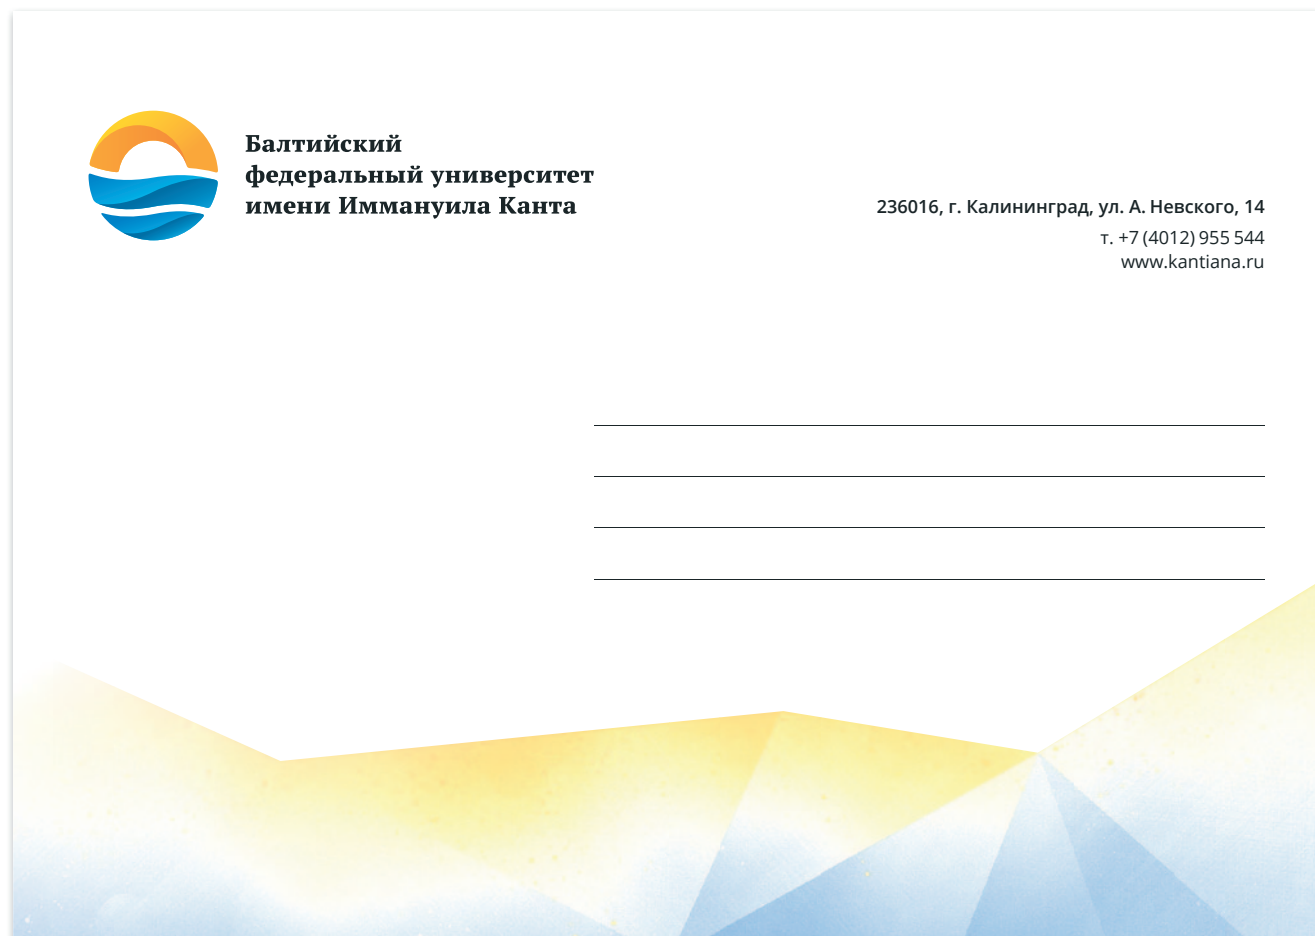 Балтийский
федеральный университет
имени Иммануила Канта
236016, г. Калининград, ул. А. Невского, 14
т. +7 (4012) 955 544
www.kantiana.ru